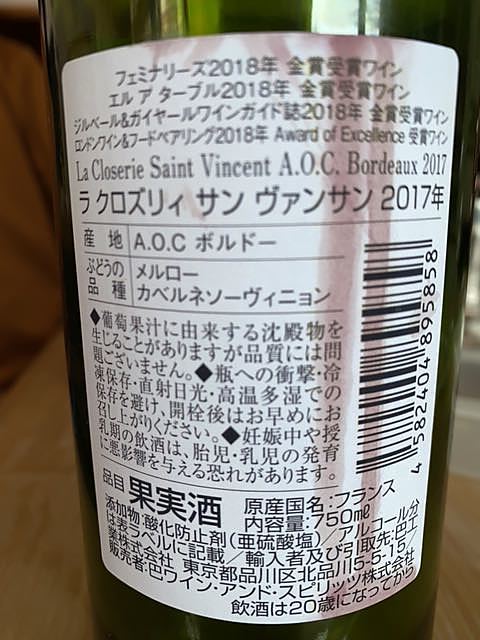 フェミナリーズ2018年 金賞受賞ワイン
エル ア ターブル2018年 金賞受賞ワイン
ジルベール&ガイヤールワインガイド誌2018年 金賞受賞ワイン
ロンドンワイン&フードペアリング2018年 Award of Excellence 受賞ワイン
La Closerie Saint Vincent A.O.C. Bordeaux 2017
ラ クロズリィ サン ヴァンサン 2017年
産地 A.O.C ボルドー
ぶどうの品種 メルロー
カベルネソーヴィニョン
◆葡萄果汁に由来する沈殿物を
生じることがありますが品質には問
題ございません。◆瓶への衝撃・冷
凍保存・直射日光・高温多湿での
保存を避け、開栓後はお早めにお
召し上がりください。◆妊娠中や授
乳期の飲酒は、胎児・乳児の発育
に悪影響を与える恐れがあります。
4 582404 895858
品目 果実酒 原産国名:フランス
内容量:750mℓ
添加物:酸化防止剤(亜硫酸塩)/アルコール分
は表ラベルに記載/輸入者及び引取先:巴工
業株式会社 東京都品川区北品川5-5-15/
販売者:巴ワイン・アンド・スピリッツ株式会社
飲酒は20歳になってから